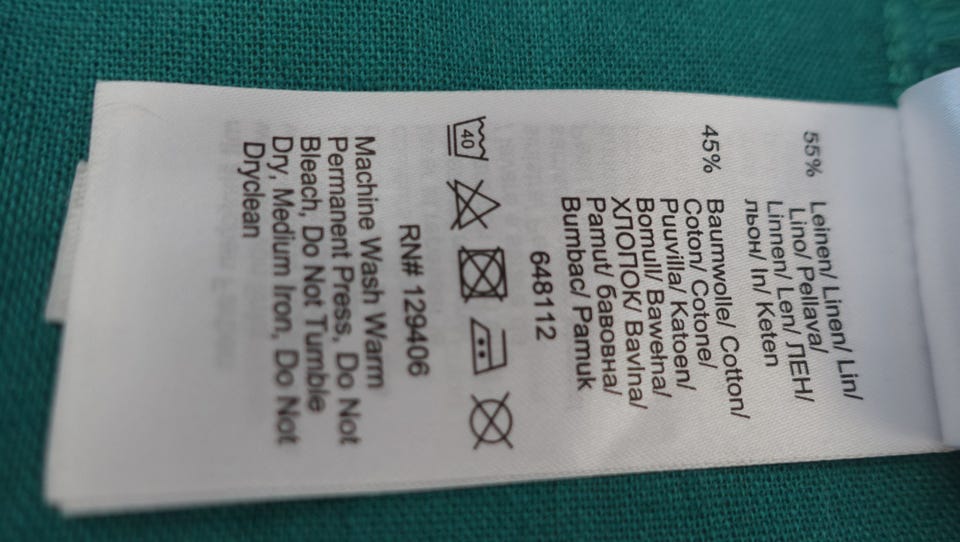 55% Leinen/ Linen/ Lin/
Lino/ Pellava/
Linnen/ Len/ ЛЕН/
льон/ In/ Keten
45% Baumwolle/ Cotton/
Coton/ Cotone/
Puuvilla/ Katoen/
Bomull/ Bawełna/
ХЛОПОК/ Bavlna/
Pamut/ бавовна/
Bumbac/ Pamuk
648112
40
RN# 129406
Machine Wash Warm
Permanent Press, Do Not
Bleach, Do Not Tumble
Dry, Medium Iron, Do Not
Dryclean